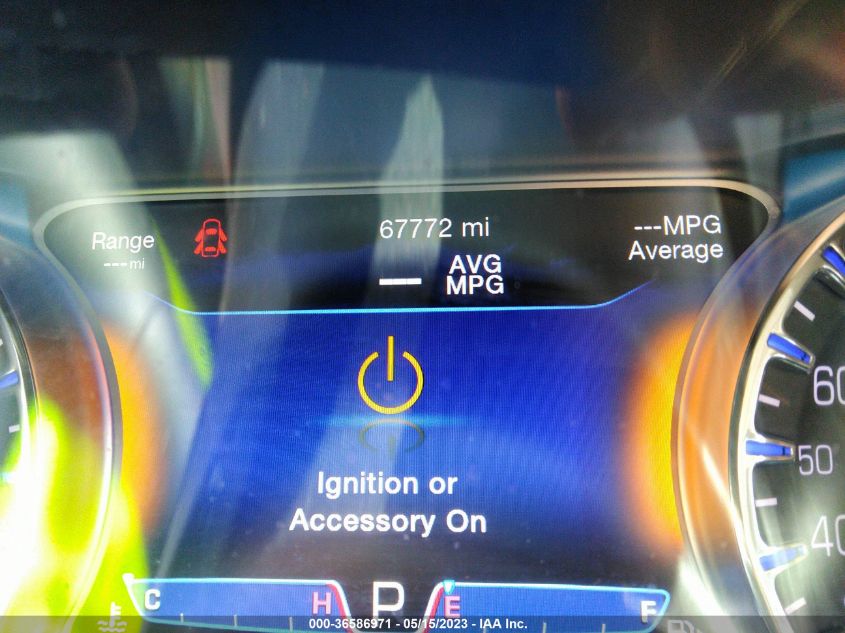 67772 mi
Range
---mi
---MPG
Average
--- AVG
MPG
Ignition or
Accessory On
60
50
40
C H P E F
000-36586971 - 05/15/2023 - IAA Inc.